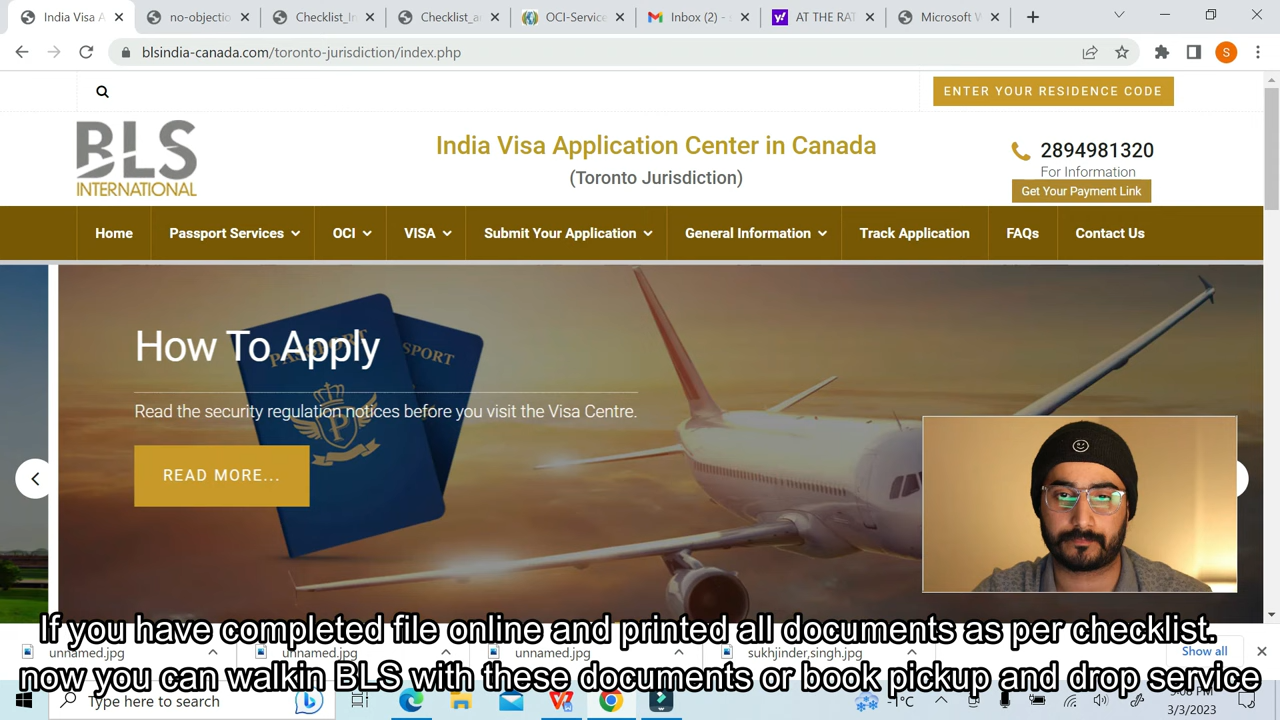 India Visa A
no-objectio
Checklist_In
Checklist_a
OCI-Service
Inbox (2) - s
AT THE RAT
Microsoft W
blsindia-canada.com/toronto-jurisdiction/index.php
S
ENTER YOUR RESIDENCE CODE
BLS
INTERNATIONAL
India Visa Application Center in Canada
(Toronto Jurisdiction)
2894981320
For Information
Get Your Payment Link
Home
Passport Services
OCI
VISA
Submit Your Application
General Information
Track Application
FAQs
Contact Us
How To Apply
PASSPORT
SPORT
Read the security regulation notices before you visit the Visa Centre.
READ MORE...
If you have completed file online and printed all documents as per checklist.
now you can walkin BLS with these documents or book pickup and drop service
unnamed.jpg
unnamed.jpg
unnamed.jpg
sukhjinder,singh.jpg
Show all
Type here to search
-1°C
3/3/2023